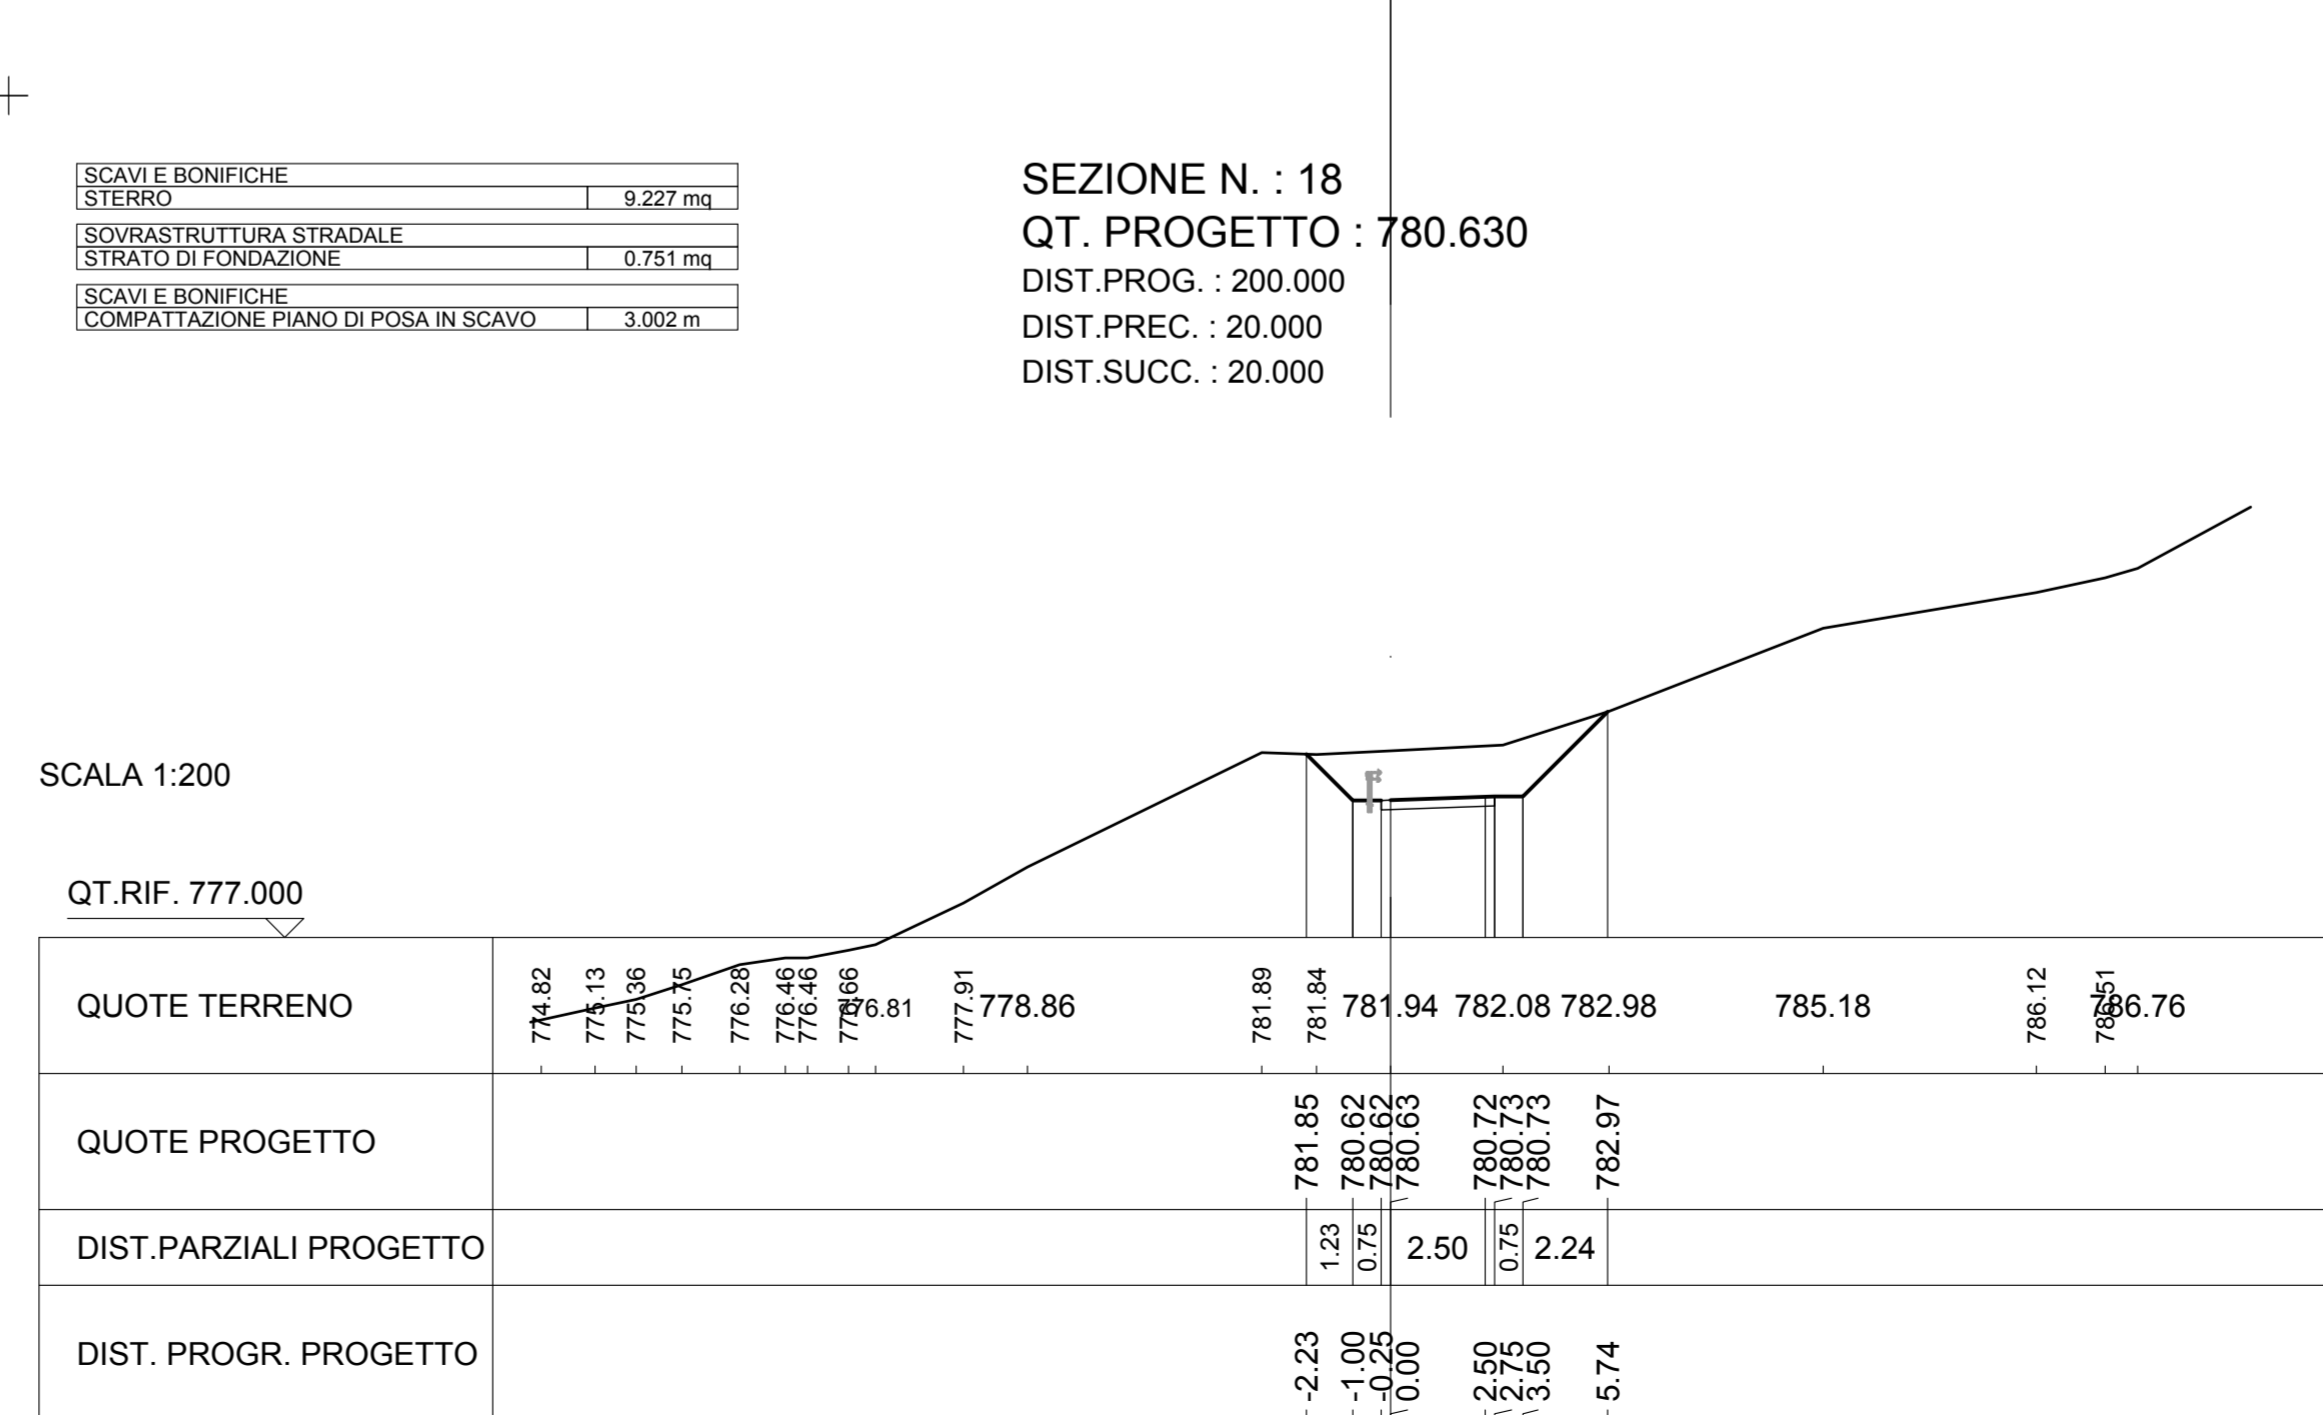 SCAVI E BONIFICHE
STERRO 9.227 mq
SOVRASTRUTTURA STRADALE
STRATO DI FONDAZIONE 0.751 mq
SCAVI E BONIFICHE
COMPATTAZIONE PIANO DI POSA IN SCAVO 3.002 m
SEZIONE N. : 18
QT. PROGETTO : 780.630
DIST.PROG. : 200.000
DIST.PREC. : 20.000
DIST.SUCC. : 20.000
SCALA 1:200
QT.RIF. 777.000
QUOTE TERRENO 774.82 775.13 775.36 775.75 776.28 776.46 776.46 776.66 776.81 777.91 778.86 781.89 781.84 781.94 782.08 782.98 785.18 786.12 786.51 786.76
QUOTE PROGETTO 781.85 780.62 780.62 780.63 780.72 780.73 780.73 782.97
DIST.PARZIALI PROGETTO 1.23 0.75 2.50 0.75 2.24
DIST. PROGR. PROGETTO -2.23 -1.00 -0.25 0.00 2.50 2.75 3.50 5.74